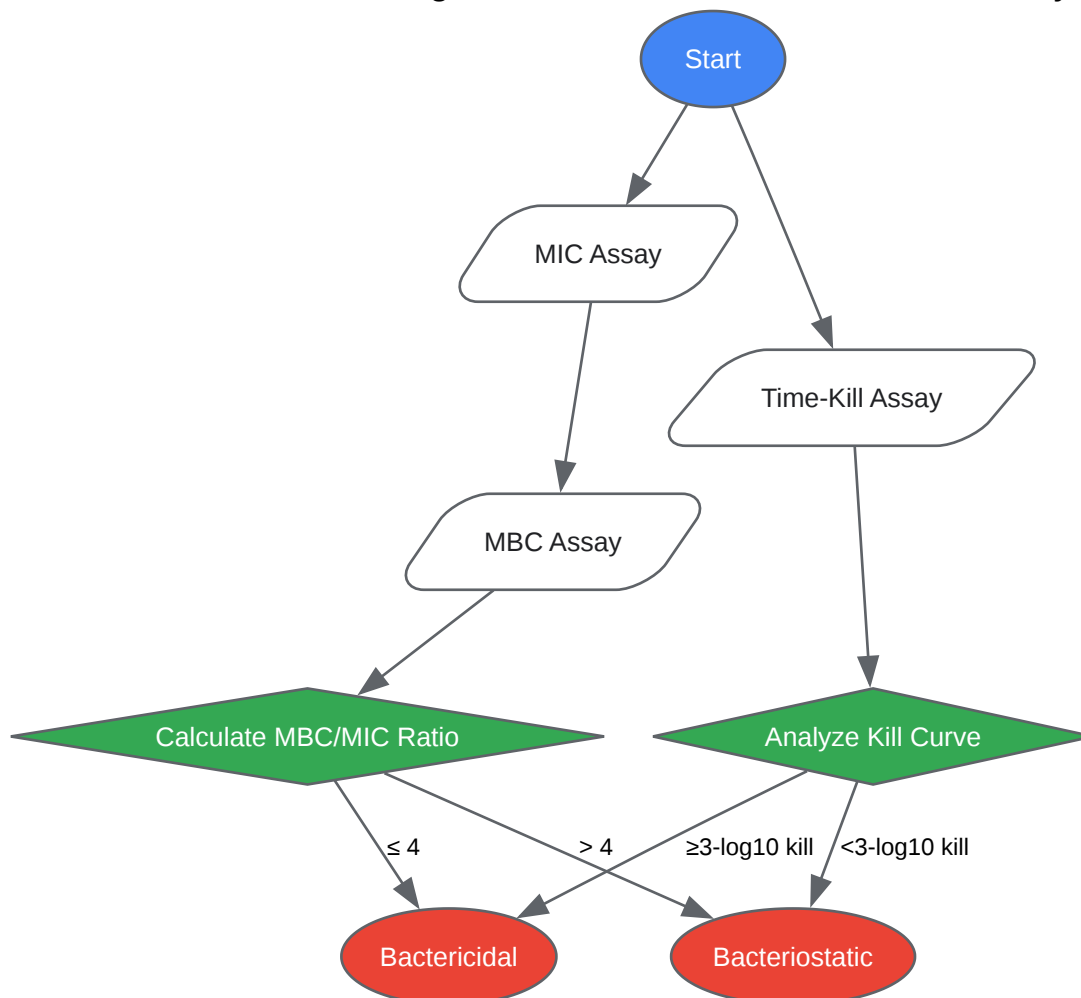 Start
MIC Assay
Time-Kill Assay
MBC Assay
Calculate MBC/MIC Ratio
Analyze Kill Curve
≤ 4
> 4
≥3-log10 kill
<3-log10 kill
Bactericidal
Bacteriostatic